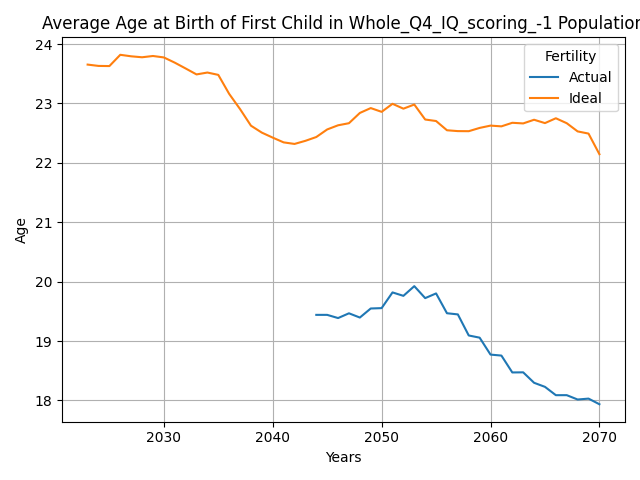 Average Age at Birth of First Child in Whole_Q4_IQ_scoring_-1 Population
24
23
22
21
20
19
18
Age
2030 2040 2050 2060 2070
Years
Fertility
Actual
Ideal